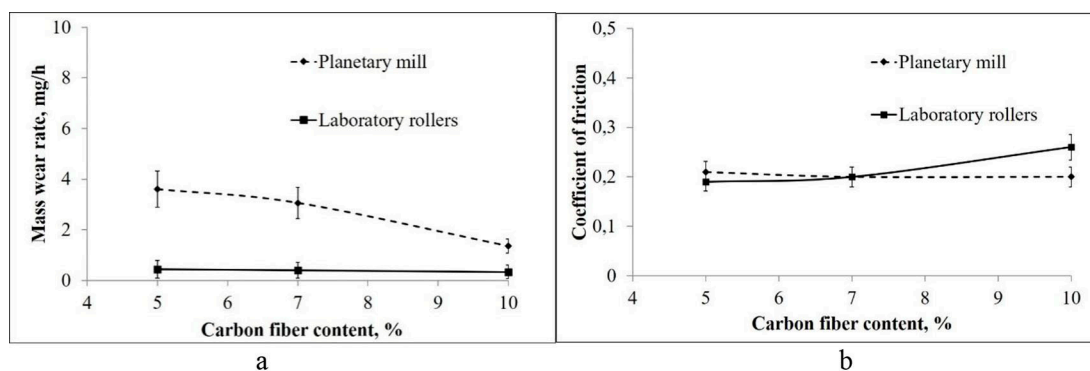 10
8
6
4
2
0
Mass wear rate, mg/h
Planetary mill
Laboratory rollers
4 5 6 7 8 9 10
Carbon fiber content, %
a
0,5
0,4
0,3
0,2
0,1
0
Coefficient of friction
Planetary mill
Laboratory rollers
4 5 6 7 8 9 10
Carbon fiber content, %
b